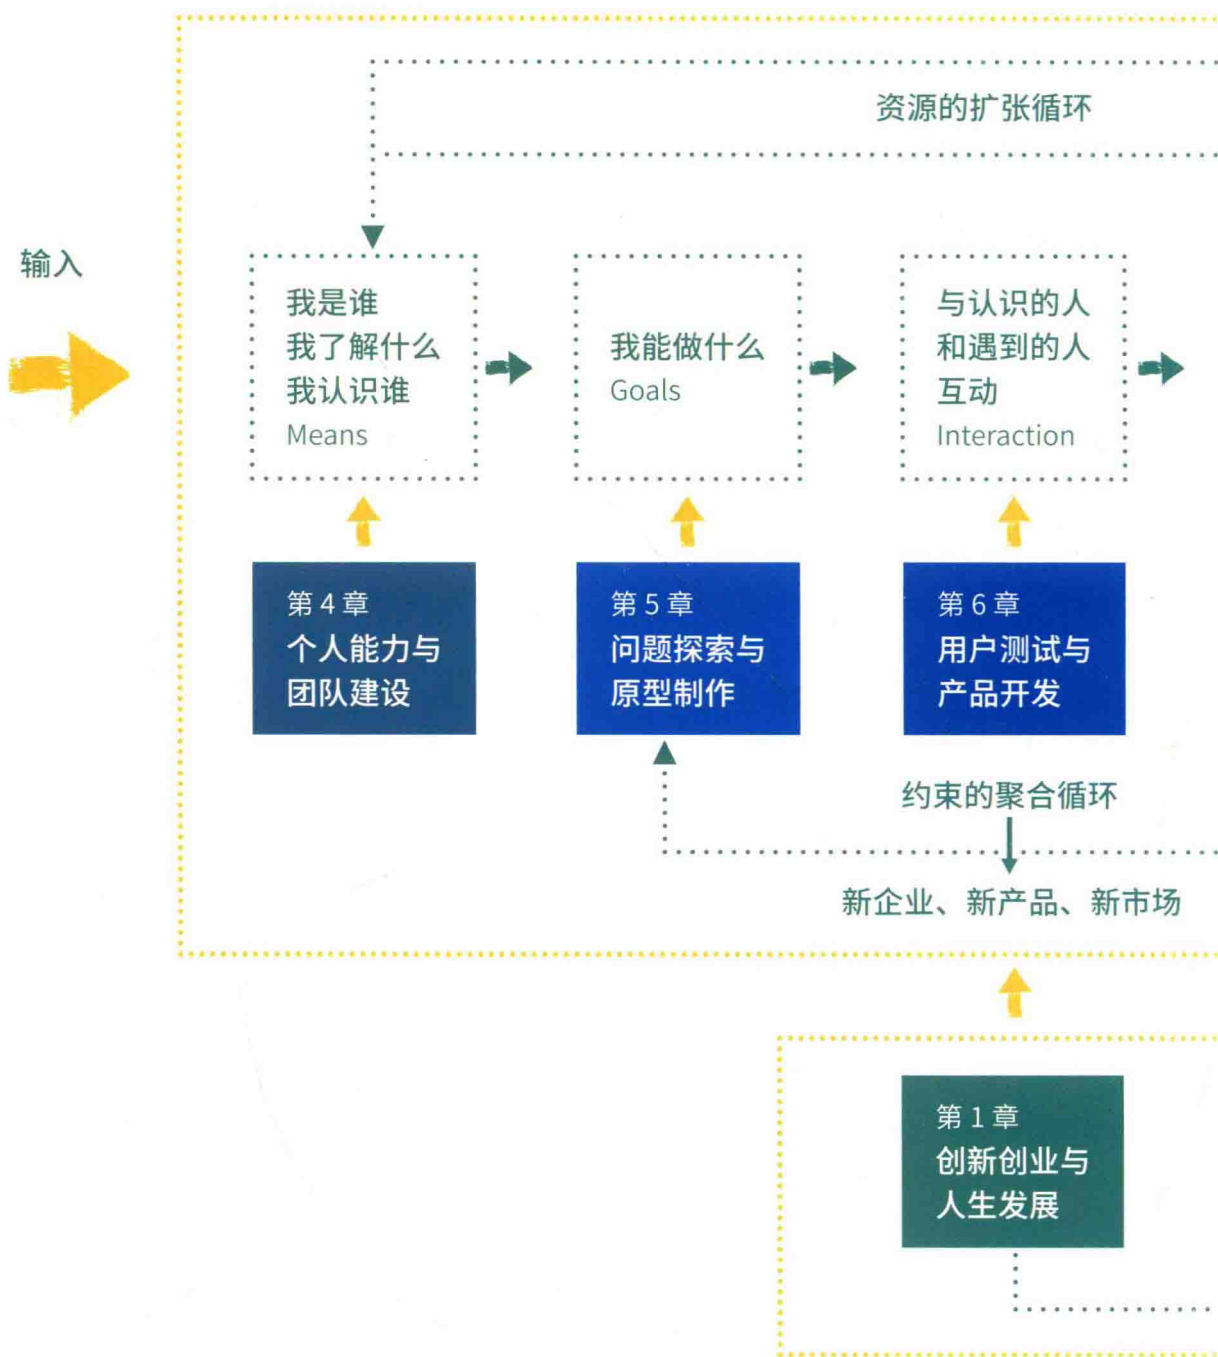 资源的扩张循环
输入
我是谁
我了解什么
我认识谁
Means
我能做什么
Goals
与认识的人
和遇到的人
互动
Interaction
第 4 章
个人能力与
团队建设
第 5 章
问题探索与
原型制作
第 6 章
用户测试与
产品开发
约束的聚合循环
新企业、新产品、新市场
第 1 章
创新创业与
人生发展